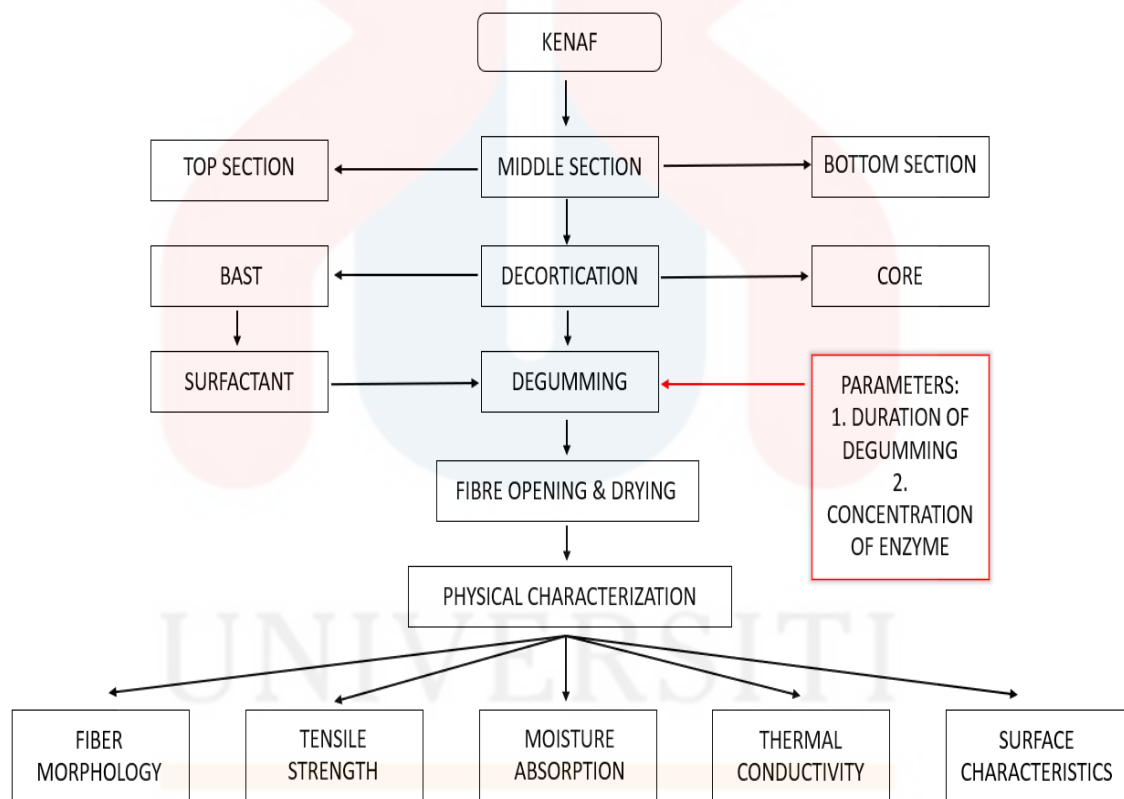 KENAF
TOP SECTION
MIDDLE SECTION
BOTTOM SECTION
BAST
DECORTICATION
CORE
SURFACTANT
DEGUMMING
PARAMETERS:
1. DURATION OF
DEGUMMING
2.
CONCENTRATION
OF ENZYME
FIBRE OPENING & DRYING
PHYSICAL CHARACTERIZATION
UNIVERSITI
FIBER
MORPHOLOGY
TENSILE
STRENGTH
MOISTURE
ABSORPTION
THERMAL
CONDUCTIVITY
SURFACE
CHARACTERISTICS